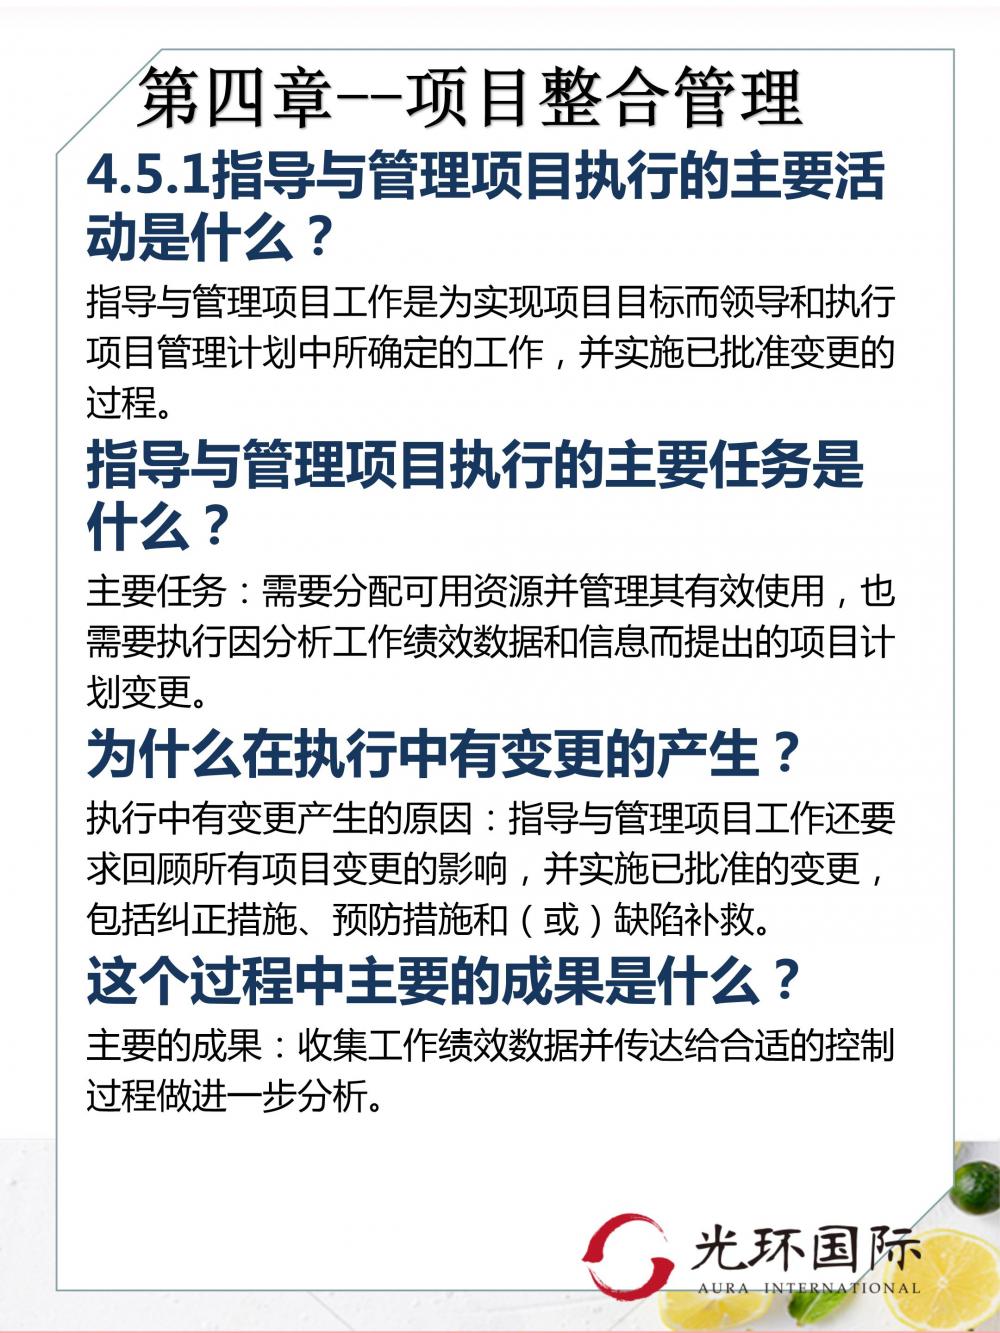 第四章--项目整合管理
4.5.1指导与管理项目执行的主要活
动是什么？
指导与管理项目工作是为实现项目目标而领导和执行
项目管理计划中所确定的工作，并实施已批准变更的
过程。
指导与管理项目执行的主要任务是
什么？
主要任务：需要分配可用资源并管理其有效使用，也
需要执行因分析工作绩效数据和信息而提出的项目计
划变更。
为什么在执行中有变更的产生？
执行中有变更产生的原因：指导与管理项目工作还要
求回顾所有项目变更的影响，并实施已批准的变更，
包括纠正措施、预防措施和（或）缺陷补救。
这个过程中主要的成果是什么？
主要的成果：收集工作绩效数据并传达给合适的控制
过程做进一步分析。
光环国际
AURA INTERNATIONAL